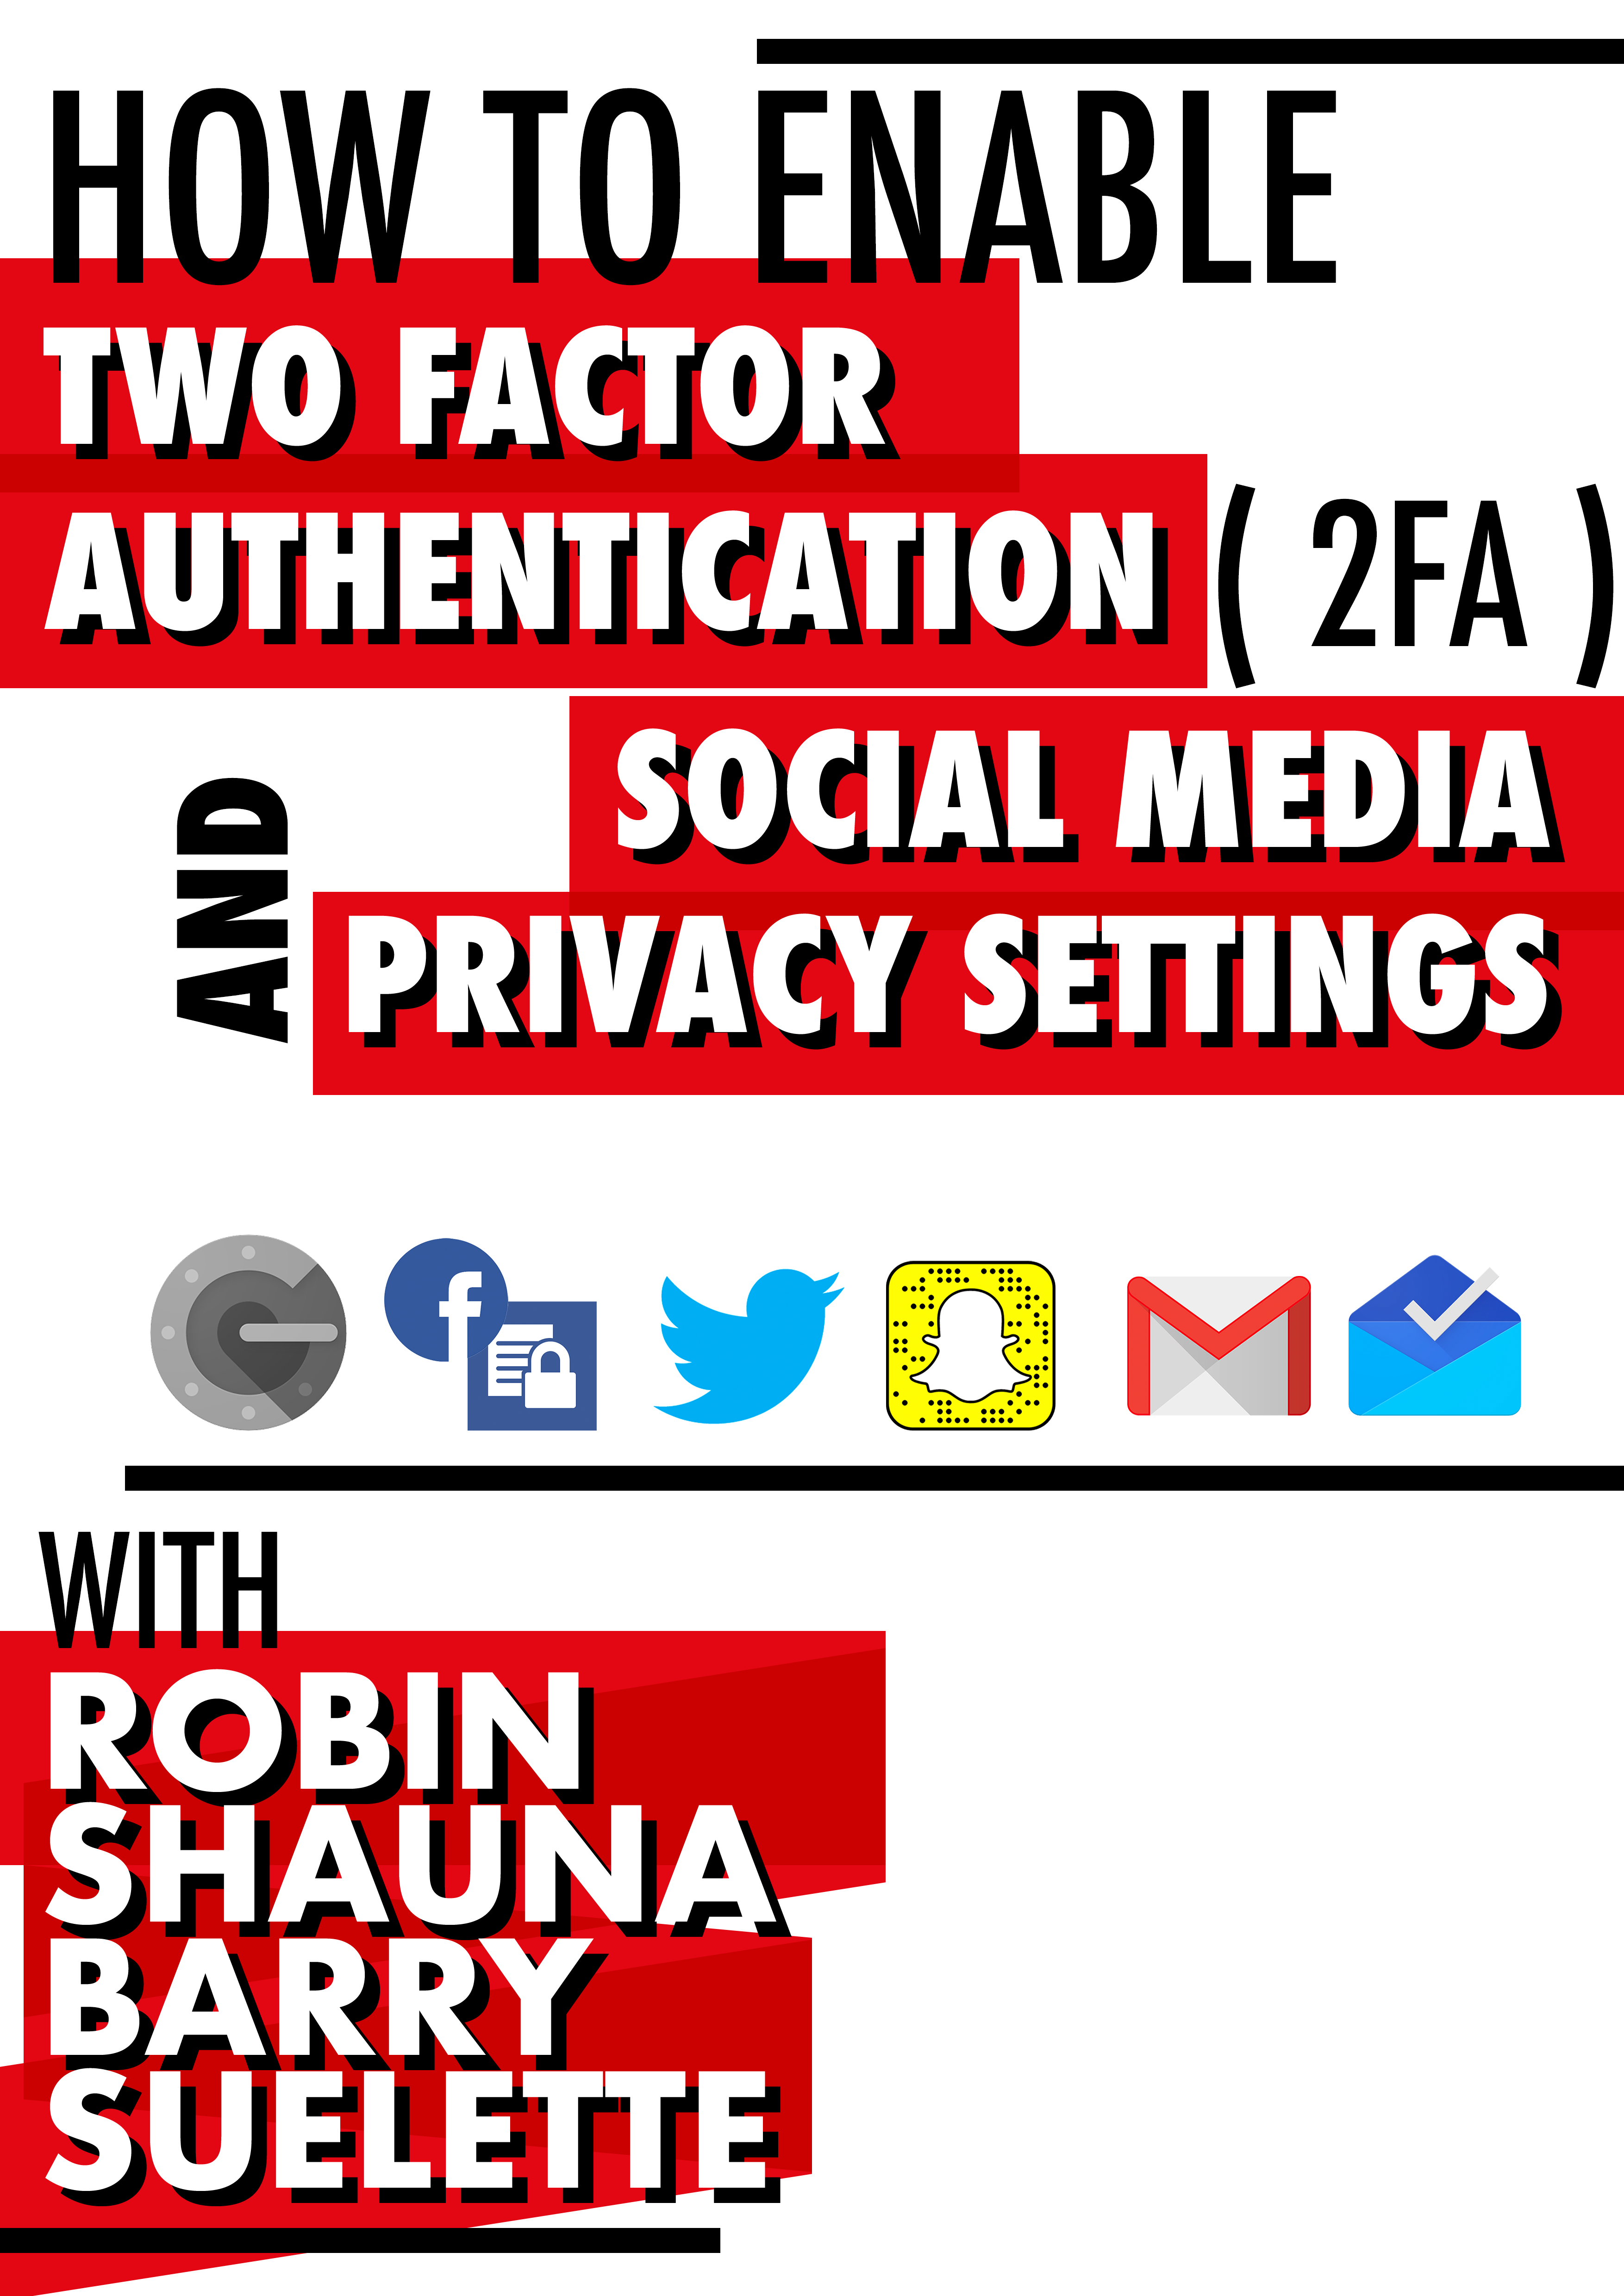 HOW TO ENABLE
TWO FACTOR
AUTHENTICATION ( 2FA )
AND
SOCIAL MEDIA
PRIVACY SETTINGS
WITH
ROBIN
SHAUNA
BARRY
SUELETTE